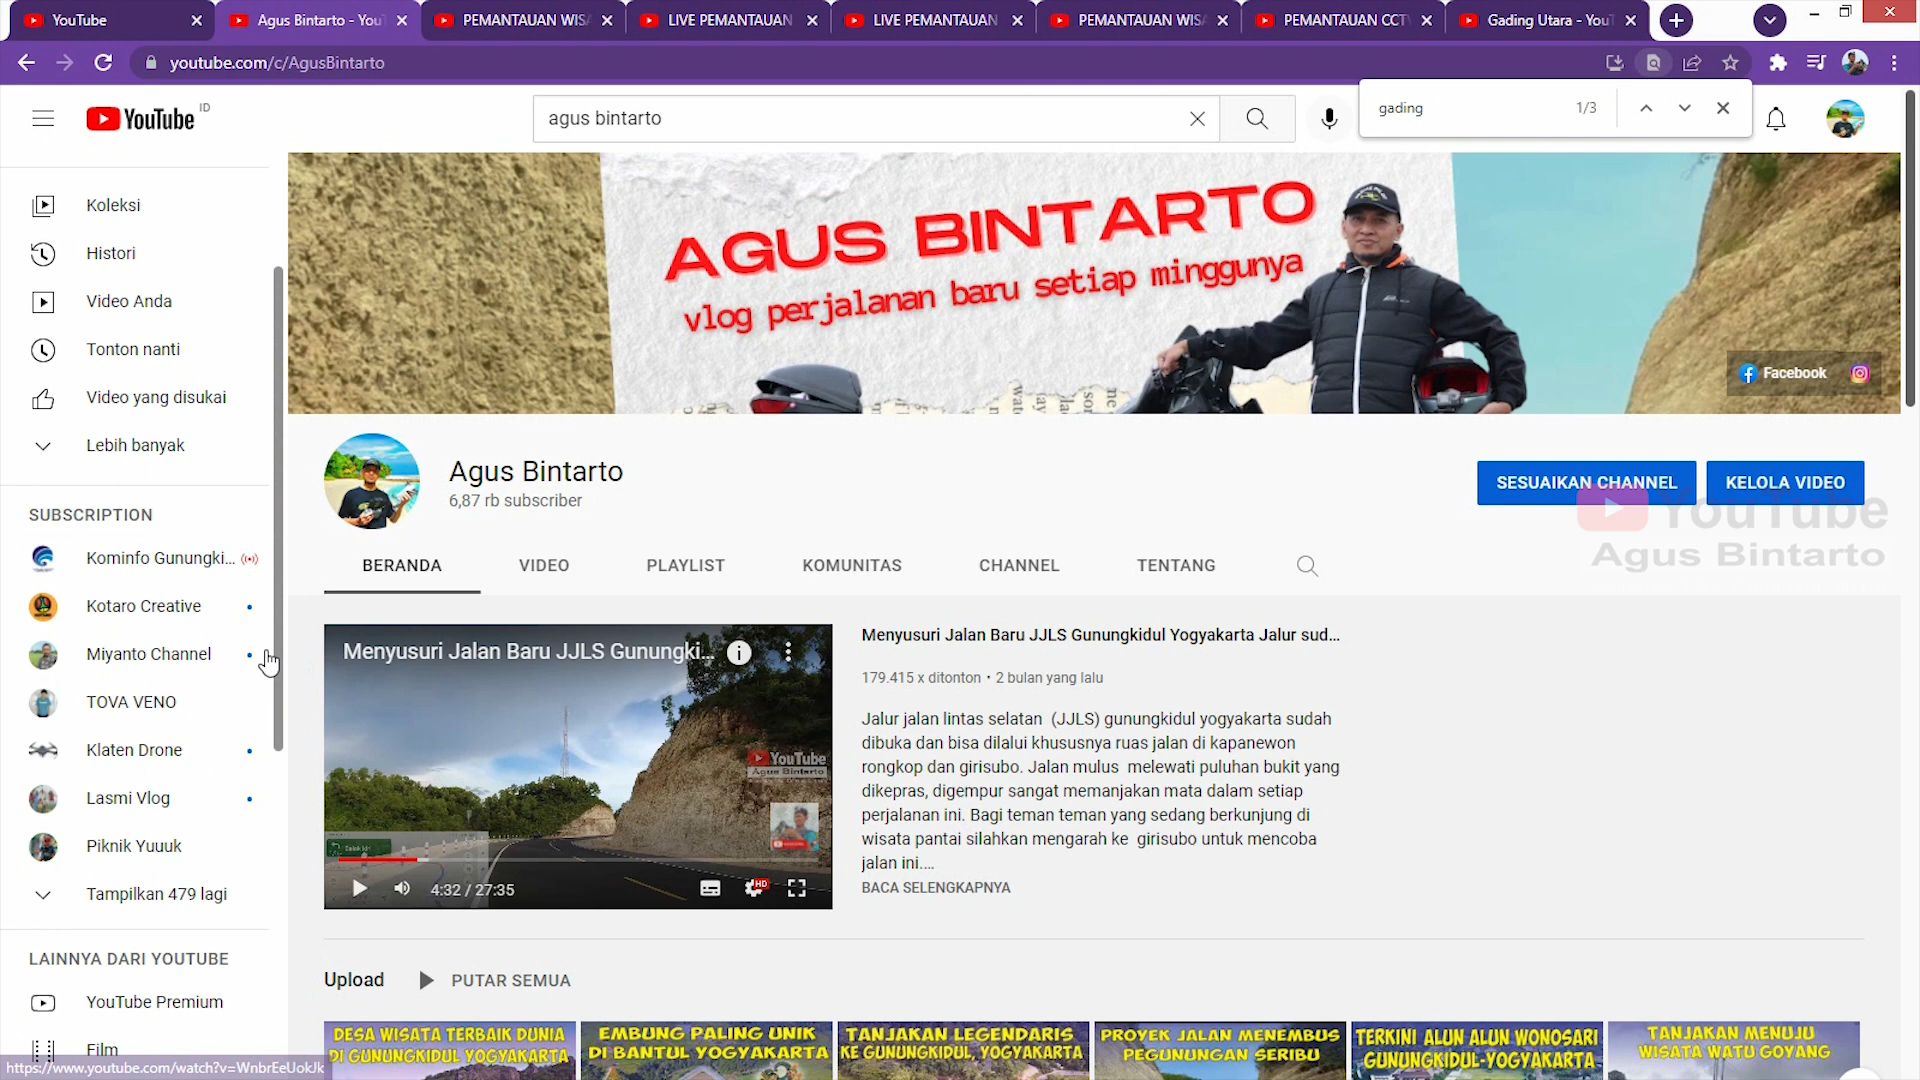 YouTube
Agus Bintarto - You
PEMANTAUAN WIS
LIVE PEMANTAUAN
LIVE PEMANTAUAN
PEMANTAUAN WIS
PEMANTAUAN CCT
Gading Utara - YouT
youtube.com/c/AgusBintarto
YouTube ID
agus bintarto
gading
1/3
Koleksi
Histori
Video Anda
Tonton nanti
Video yang disukai
Lebih banyak
SUBSCRIPTION
Kominfo Gunungki...
Kotaro Creative
Miyanto Channel
TOVA VENO
Klaten Drone
Lasmi Vlog
Piknik Yuuuk
Tampilkan 479 lagi
LAINNYA DARI YOUTUBE
YouTube Premium
Film
https://www.youtube.com/watch?v=WnbrEeUokJk
AGUS BINTARTO
vlog perjalanan baru setiap minggunya
Facebook
Agus Bintarto
6,87 rb subscriber
SESUAIKAN CHANNEL
KELOLA VIDEO
YouTube
Agus Bintarto
BERANDA
VIDEO
PLAYLIST
KOMUNITAS
CHANNEL
TENTANG
Menyusuri Jalan Baru JJLS Gunungki...
YouTube
Agus Bintarto
4:32 / 27:35
HD
Menyusuri Jalan Baru JJLS Gunungkidul Yogyakarta Jalur sud...
179.415 x ditonton • 2 bulan yang lalu
Jalur jalan lintas selatan (JJLS) gunungkidul yogyakarta sudah
dibuka dan bisa dilalui khususnya ruas jalan di kapanewon
rongkop dan girisubo. Jalan mulus melewati puluhan bukit yang
dikepras, digempur sangat memanjakan mata dalam setiap
perjalanan ini. Bagi teman teman yang sedang berkunjung di
wisata pantai silahkan mengarah ke girisubo untuk mencoba
jalan ini....
BACA SELENGKAPNYA
Upload
PUTAR SEMUA
DESA WISATA TERBAIK DUNIA
DI GUNUNGKIDUL YOGYAKARTA
EMBUNG PALING UNIK
DI BANTUL YOGYAKARTA
TANJAKAN LEGENDARIS
KE GUNUNGKIDUL, YOGYAKARTA
PROYEK JALAN MENEMBUS
PEGUNUNGAN SERIBU
TERKINI ALUN ALUN WONOSARI
GUNUNGKIDUL-YOGYAKARTA
TANJAKAN MENUJU
WISATA WATU GOYANG